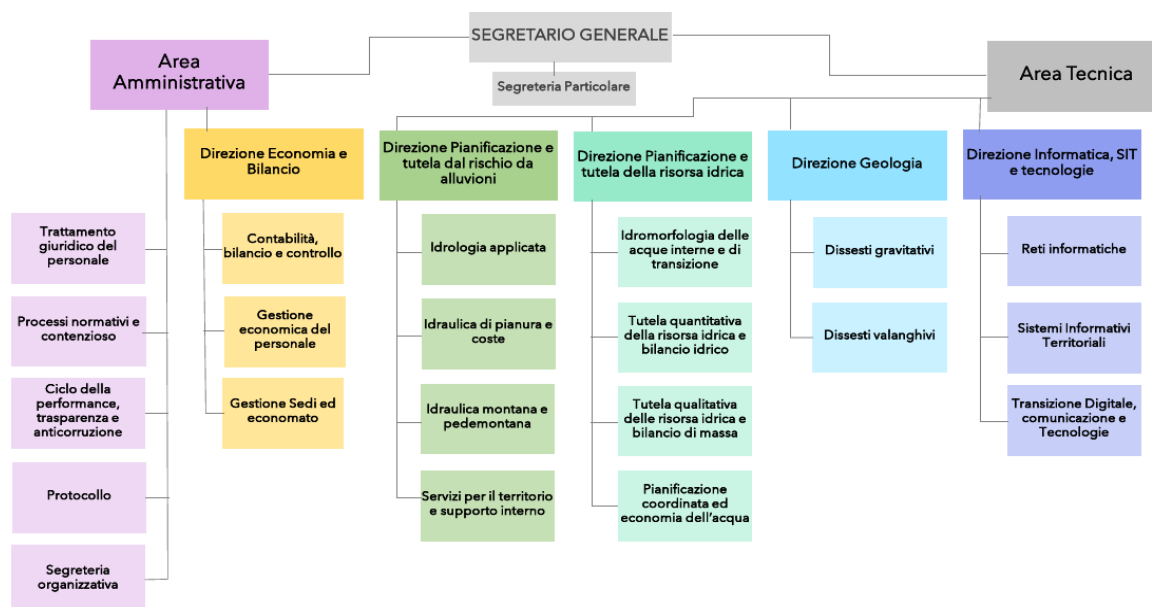 SEGRETARIO GENERALE
Segreteria Particolare
Area
Amministrativa
Area Tecnica
Direzione Economia e
Bilancio
Direzione Pianificazione e
tutela dal rischio da
alluvioni
Direzione Pianificazione e
tutela della risorsa idrica
Direzione Geologia
Direzione Informatica, SIT
e tecnologie
Trattamento
giuridico del
personale
Processi normativi e
contenzioso
Ciclo della
performance,
trasparenza e
anticorruzione
Protocollo
Segreteria
organizzativa
Contabilità,
bilancio e controllo
Gestione
economica del
personale
Gestione Sedi ed
economato
Idrologia applicata
Idraulica di pianura e
coste
Idraulica montana e
pedemontana
Servizi per il territorio
e supporto interno
Idromorfologia delle
acque interne e di
transizione
Tutela quantitativa
della risorsa idrica e
bilancio idrico
Tutela qualitativa
delle risorsa idrica e
bilancio di massa
Pianificazione
coordinata ed
economia dell'acqua
Dissesti gravitativi
Dissesti valanghivi
Reti informatiche
Sistemi Informativi
Territoriali
Transizione Digitale,
comunicazione e
Tecnologie